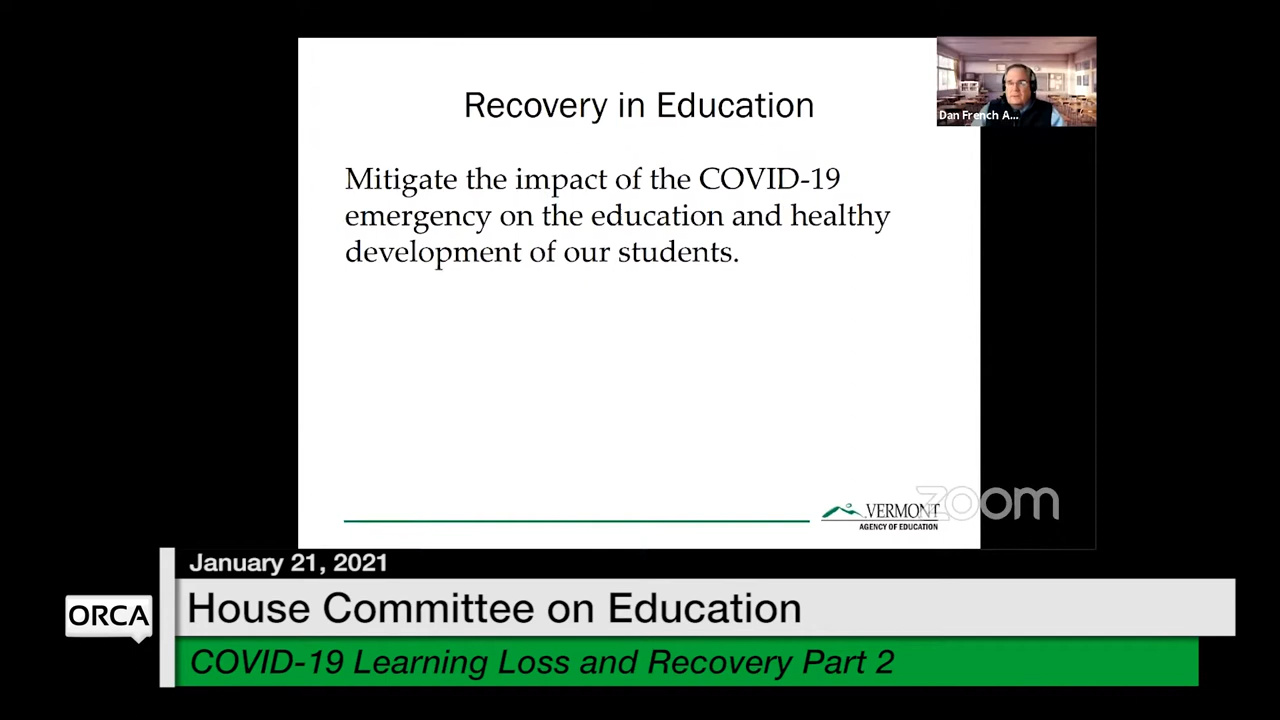 Recovery in Education
Dan French A...
Mitigate the impact of the COVID-19
emergency on the education and healthy
development of our students.
zoom
VERMONT
AGENCY OF EDUCATION
January 21, 2021
ORCA
House Committee on Education
COVID-19 Learning Loss and Recovery Part 2